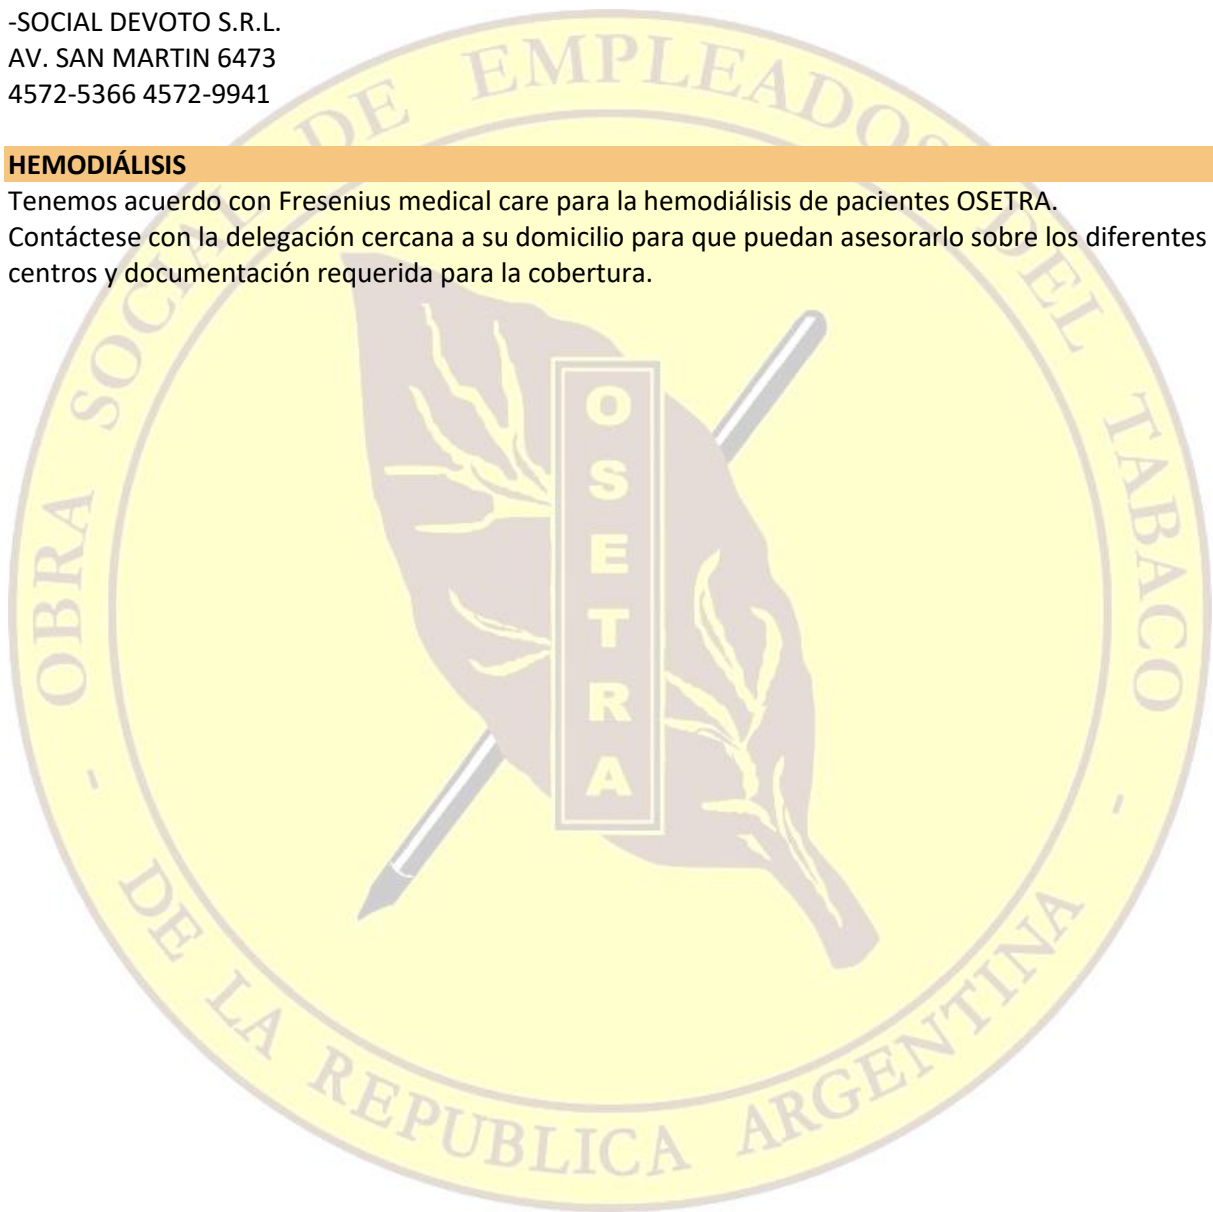 -SOCIAL DEVOTO S.R.L.
AV. SAN MARTIN 6473
4572-5366 4572-9941
HEMODIÁLISIS
Tenemos acuerdo con Fresenius medical care para la hemodiálisis de pacientes OSETRA.
Contáctese con la delegación cercana a su domicilio para que puedan asesorarlo sobre los diferentes
centros y documentación requerida para la cobertura.
OBRA SOCIAL DE EMPLEADOS DEL TABACO
- DE LA REPUBLICA ARGENTINA -
OSETRA